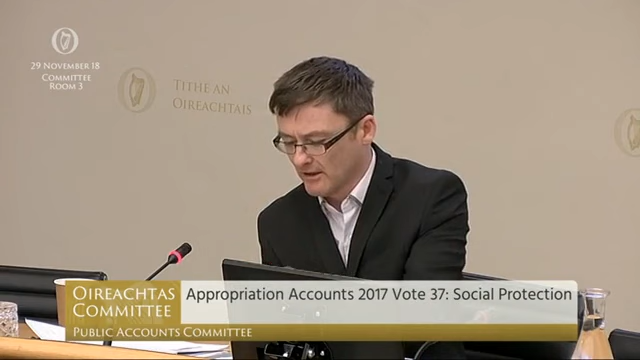 29 November 18
Committee
Room 3
Tithe an
Oireachtais
Oireachtas
Committee
Appropriation Accounts 2017 Vote 37: Social Protection
Public Accounts Committee